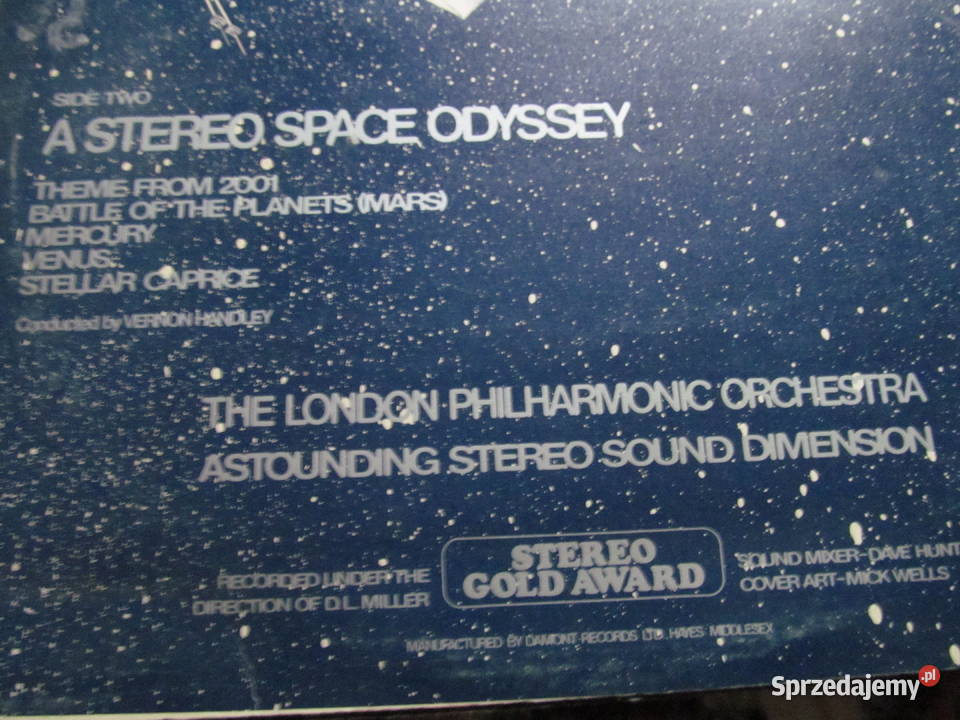 SIDE TWO
A STEREO SPACE ODYSSEY
THEME FROM 2001
BATTLE OF THE PLANETS (MARS)
MERCURY
VENUS
STELLAR CAPRICE
Conducted by VERNON HANDLEY
THE LONDON PHILHARMONIC ORCHESTRA
ASTOUNDING STEREO SOUND DIMENSION
RECORDED UNDER THE
DIRECTION OF D.L. MILLER
STEREO
GOLD AWARD
SOUND MIXER-DAVE HUNT
COVER ART-MICK WELLS
MANUFACTURED BY DAMONT RECORDS LTD. HAYES MIDDLESEX
Sprzedajemy.pl